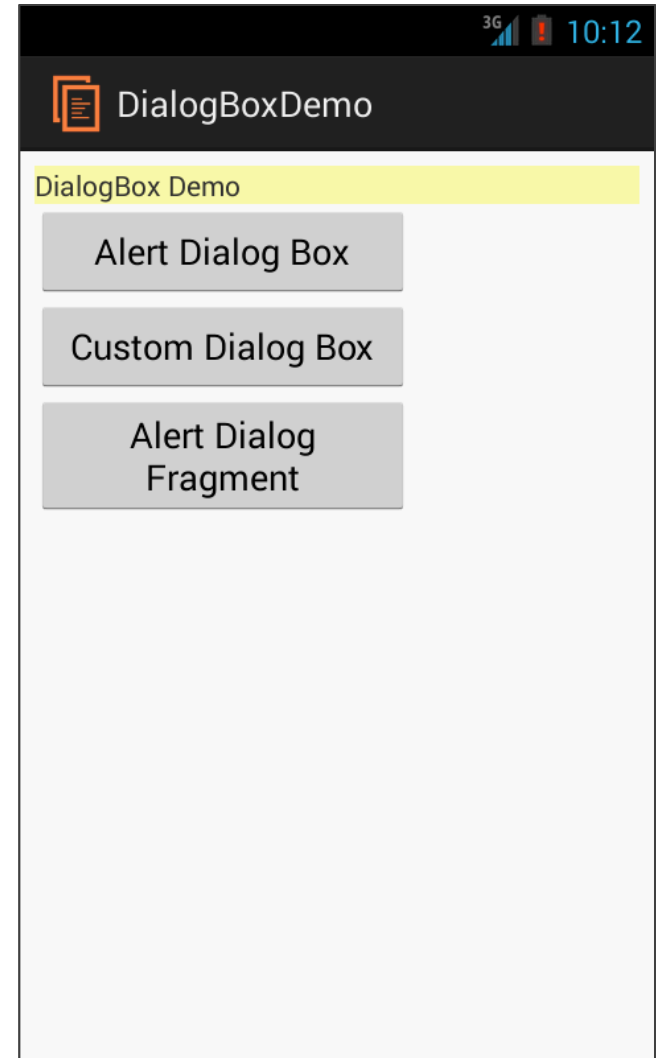 3G 10:12
DialogBoxDemo
DialogBox Demo
Alert Dialog Box
Custom Dialog Box
Alert Dialog
Fragment